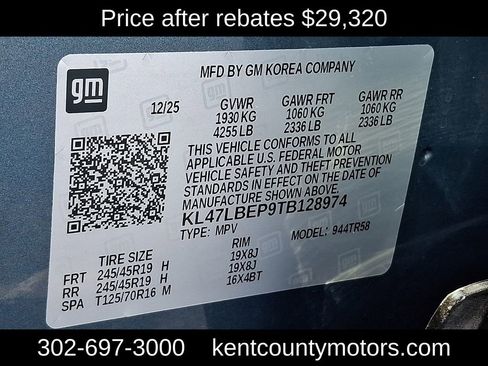 Price after rebates $29,320
gm
MFD BY GM KOREA COMPANY
12/25 GVWR GAWR FRT GAWR RR
1930 KG 1060 KG 1060 KG
4255 LB 2336 LB 2336 LB
THIS VEHICLE CONFORMS TO ALL
APPLICABLE U.S. FEDERAL MOTOR
VEHICLE SAFETY AND THEFT PREVENTION
STANDARDS IN EFFECT ON THE DATE OF
MANUFACTURE SHOWN ABOVE.
KL47LBEP9TB128974
TYPE: MPV MODEL: 944TR58
TIRE SIZE RIM
FRT 245/45R19 H 19X8J
RR 245/45R19 H 19X8J
SPA T125/70R16 M 16X4BT
302-697-3000 kentcountymotors.com